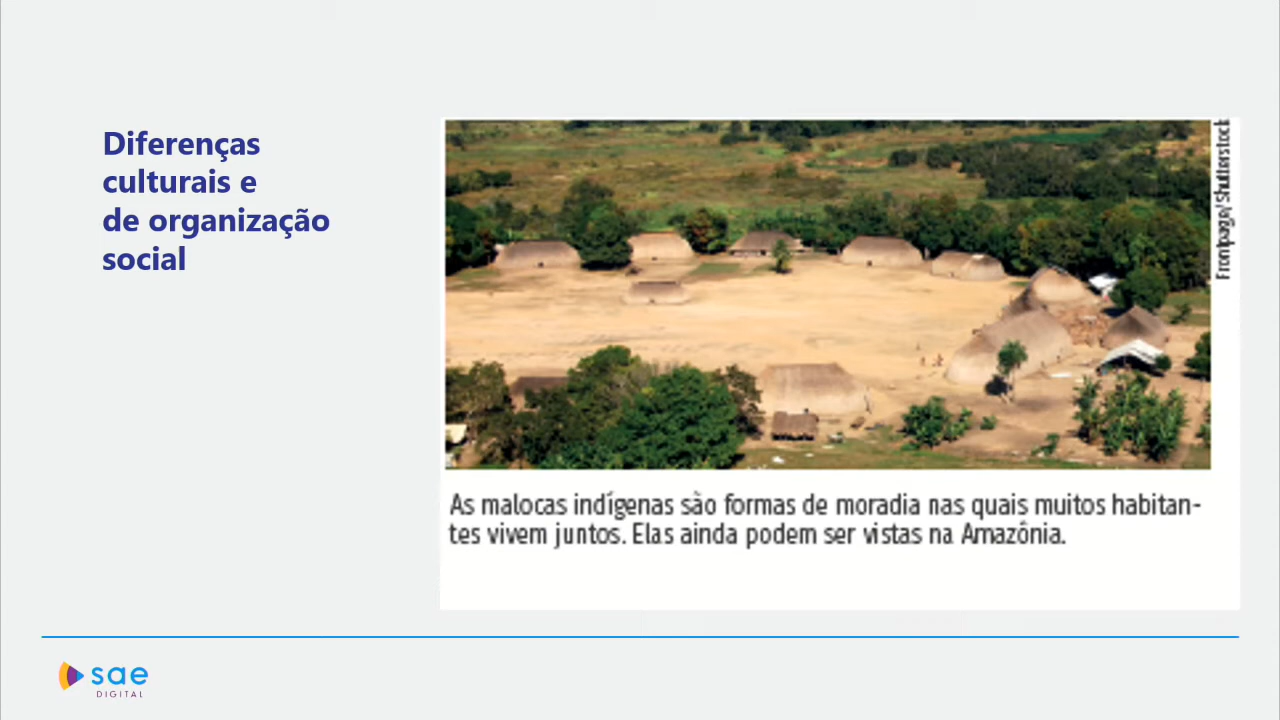 Diferenças
culturais e
de organização
social
Frontpage/Shutterstock
As malocas indígenas são formas de moradia nas quais muitos habitan-
tes vivem juntos. Elas ainda podem ser vistas na Amazônia.
sae
DIGITAL